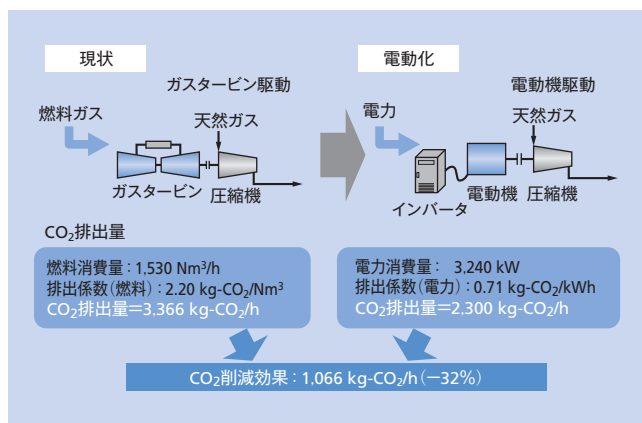 現状
ガスタービン駆動
燃料ガス
天然ガス
ガスタービン
圧縮機
電動化
電動機駆動
電力
天然ガス
インバータ
電動機
圧縮機
CO₂排出量
燃料消費量：1,530 Nm³/h
排出係数（燃料）：2.20 kg-CO₂/Nm³
CO₂排出量＝3,366 kg-CO₂/h
電力消費量： 3,240 kW
排出係数（電力）：0.71 kg-CO₂/kWh
CO₂排出量＝2,300 kg-CO₂/h
CO₂削減効果：1,066 kg-CO₂/h（－32%）